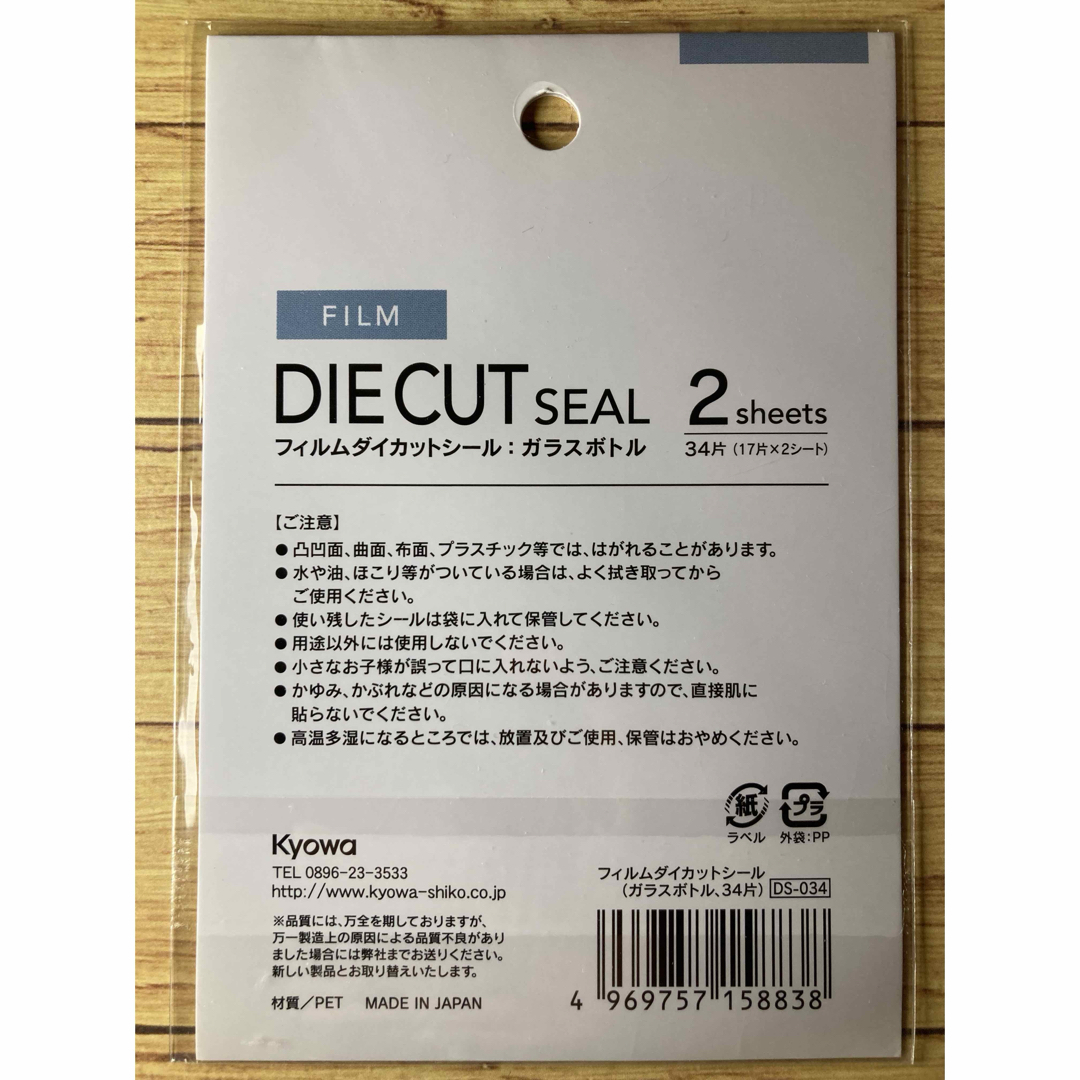 FILM
DIE CUT SEAL 2 sheets
フィルムダイカットシール：ガラスボトル 34片（17片×2シート）
【ご注意】
●凸凹面、曲面、布面、プラスチック等では、はがれることがあります。
●水や油、ほこり等がついている場合は、よく拭き取ってから
ご使用ください。
●使い残したシールは袋に入れて保管してください。
●用途以外には使用しないでください。
●小さなお子様が誤って口に入れないよう、ご注意ください。
●かゆみ、かぶれなどの原因になる場合がありますので、直接肌に
貼らないでください。
●高温多湿になるところでは、放置及びご使用、保管はおやめください。
紙 プラ
ラベル 外袋：PP
Kyowa
TEL 0896-23-3533
http://www.kyowa-shiko.co.jp
※品質には、万全を期しておりますが、
万一製造上の原因による品質不良があり
ました場合には弊社までお送りください。
新しい製品とお取り替えいたします。
材質／PET MADE IN JAPAN
フィルムダイカットシール
（ガラスボトル、34片） DS-034
4 969757 158838